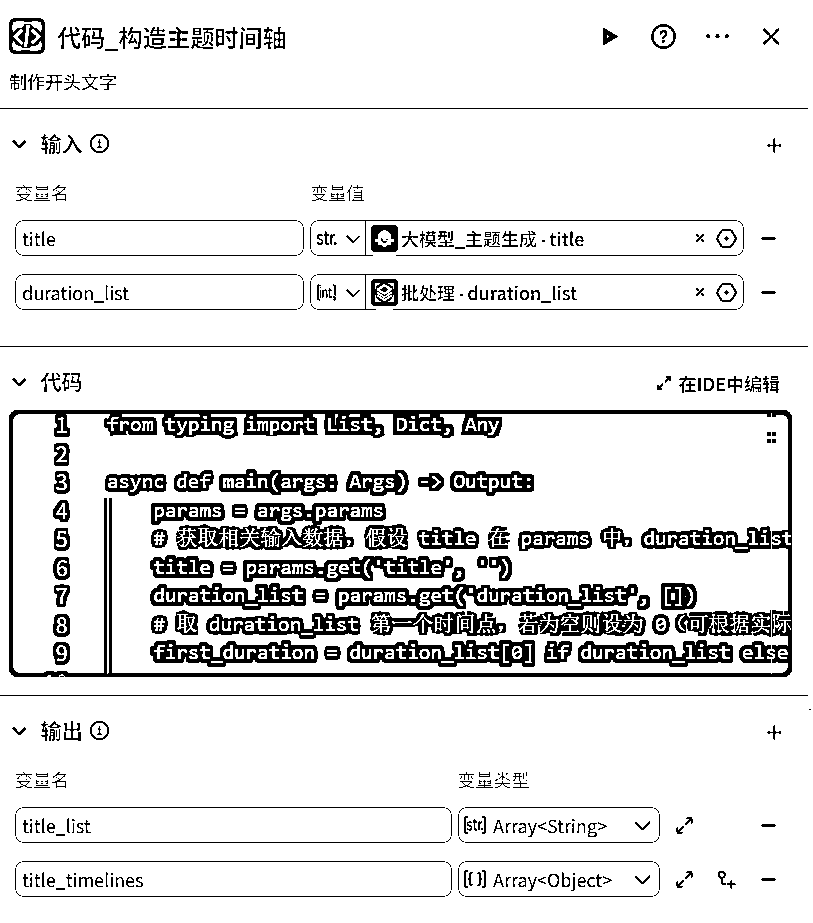 代码_构造主题时间轴
制作开头文字
输入
变量名 变量值
title str. 大模型_主题生成 - title
duration_list [int] 批处理 - duration_list
代码 在IDE中编辑
1 from typing import List, Dict, Any
2
3 async def main(args: Args) -> Output:
4 params = args.params
5 # 获取相关输入数据，假设 title 在 params 中，duration_list
6 title = params.get('title', '')
7 duration_list = params.get('duration_list', [])
8 # 取 duration_list 第一个时间点，若为空则设为 0（可根据实际
9 first_duration = duration_list[0] if duration_list else
输出
变量名 变量类型
title_list [str] Array<String>
title_timelines [{}] Array<Object>